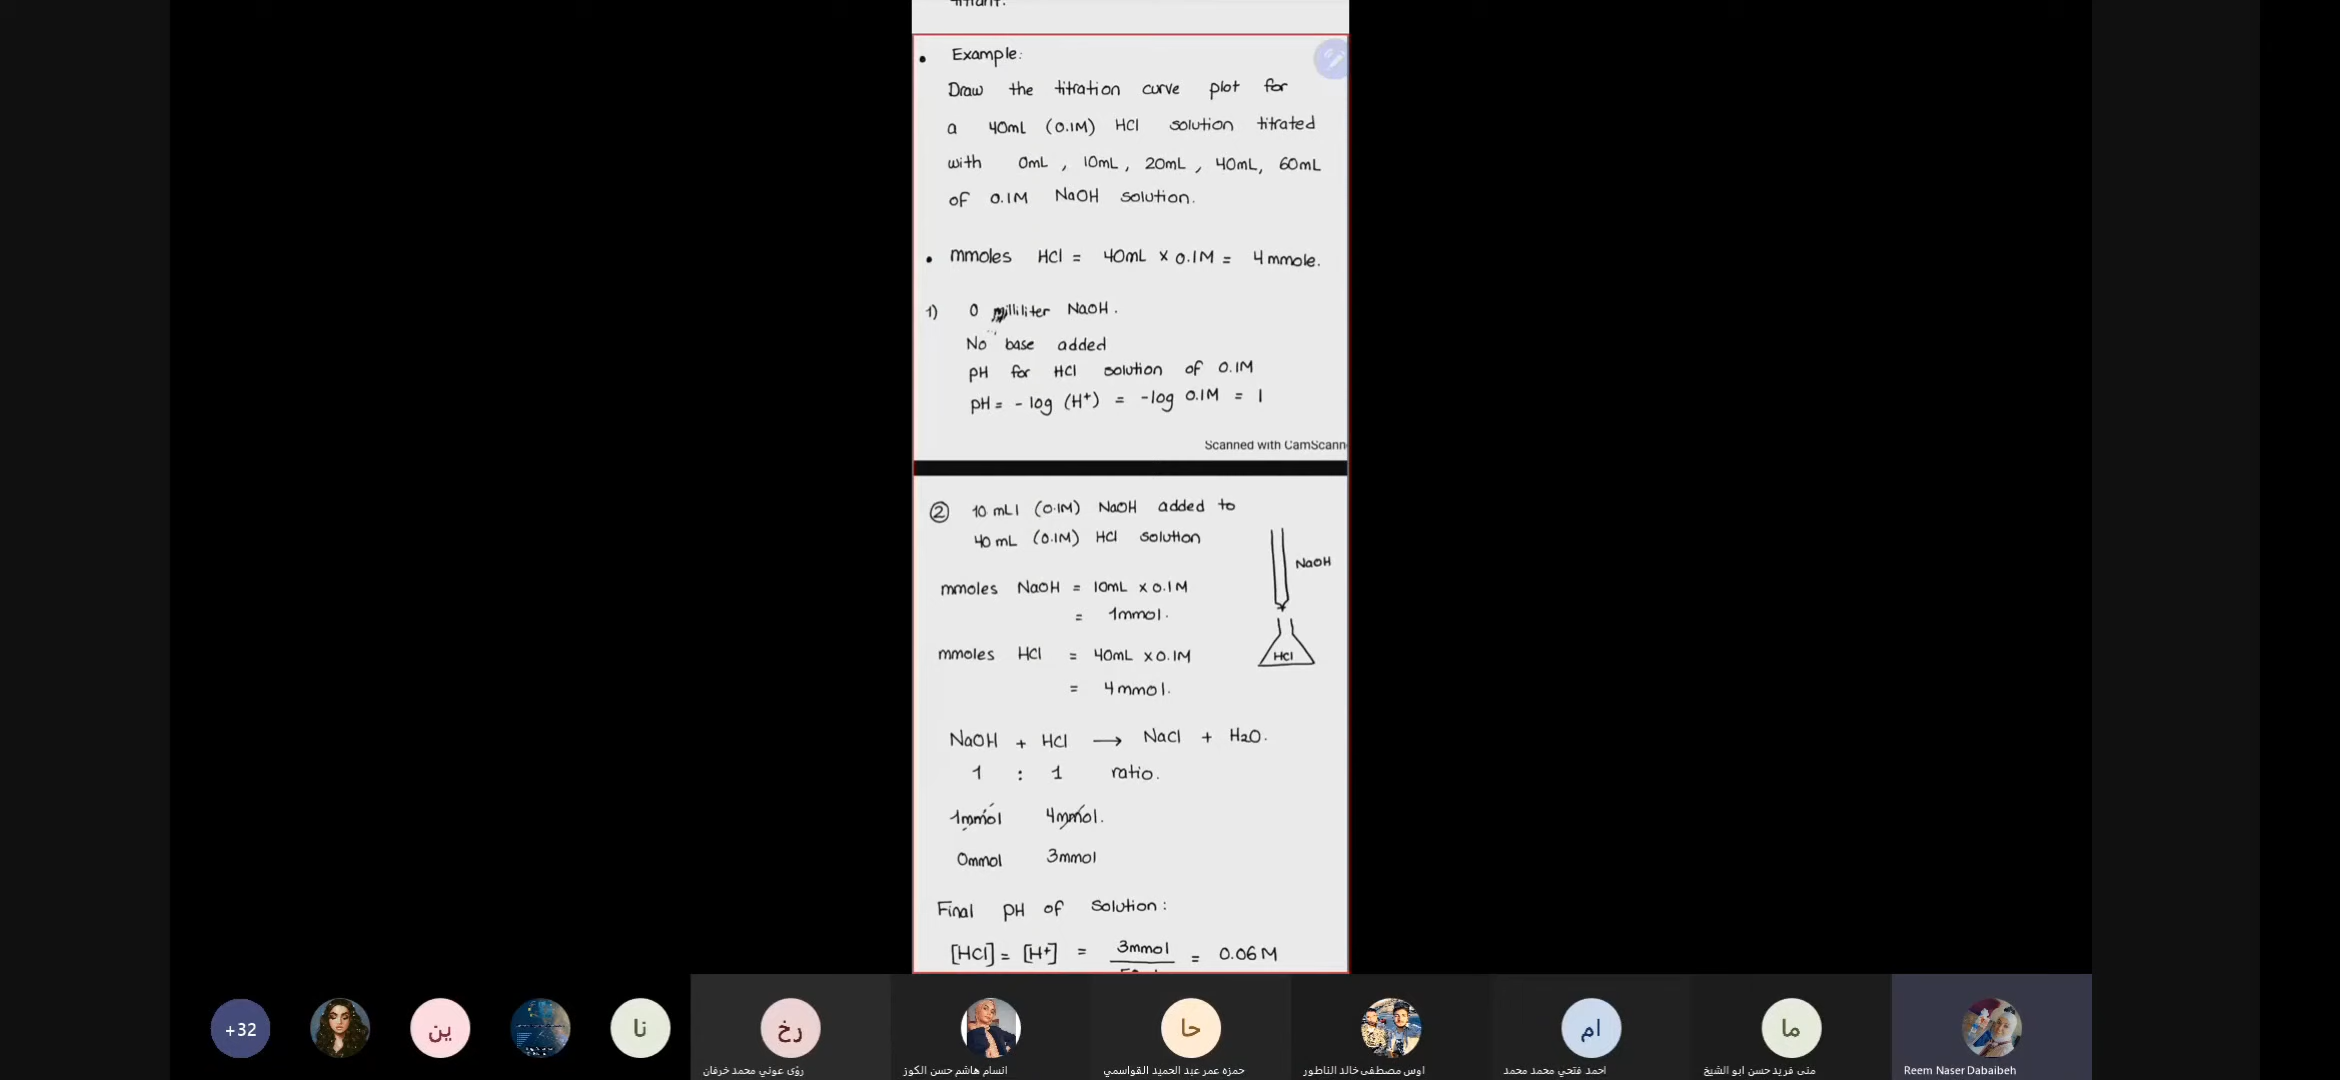 Example:
Draw the titration curve plot for
a 40mL (0.1M) HCl solution titrated
with 0mL, 10mL, 20mL, 40mL, 60mL
of 0.1M NaOH solution.
mmoles HCl = 40mL x 0.1M = 4 mmole.
1) 0 milliliter NaOH.
No base added
pH for HCl solution of 0.1M
pH = - log (H+) = -log 0.1M = 1
Scanned with CamScann
② 10 mLl (0.1M) NaOH added to
40 mL (0.1M) HCl solution
NaOH
mmoles NaOH = 10mL x 0.1M
= 1mmol.
mmoles HCl = 40mL x 0.1M
HCl
= 4mmol.
NaOH + HCl → NaCl + H2O.
1 : 1 ratio.
1mmol 4mmol.
0mmol 3mmol
Final pH of Solution:
[HCl] = [H+] = 3mmol = 0.06 M
+32
ين
نا
رخ
حا
ام
ما
رؤى عوني محمد خرفان
انسام هاشم حسن الكوز
حمزه عمر عبد الحميد القواسمي
اوس مصطفى خالد الناطور
احمد فتحي محمد محمد
منى فريد حسن ابو الشيخ
Reem Naser Dabaibeh